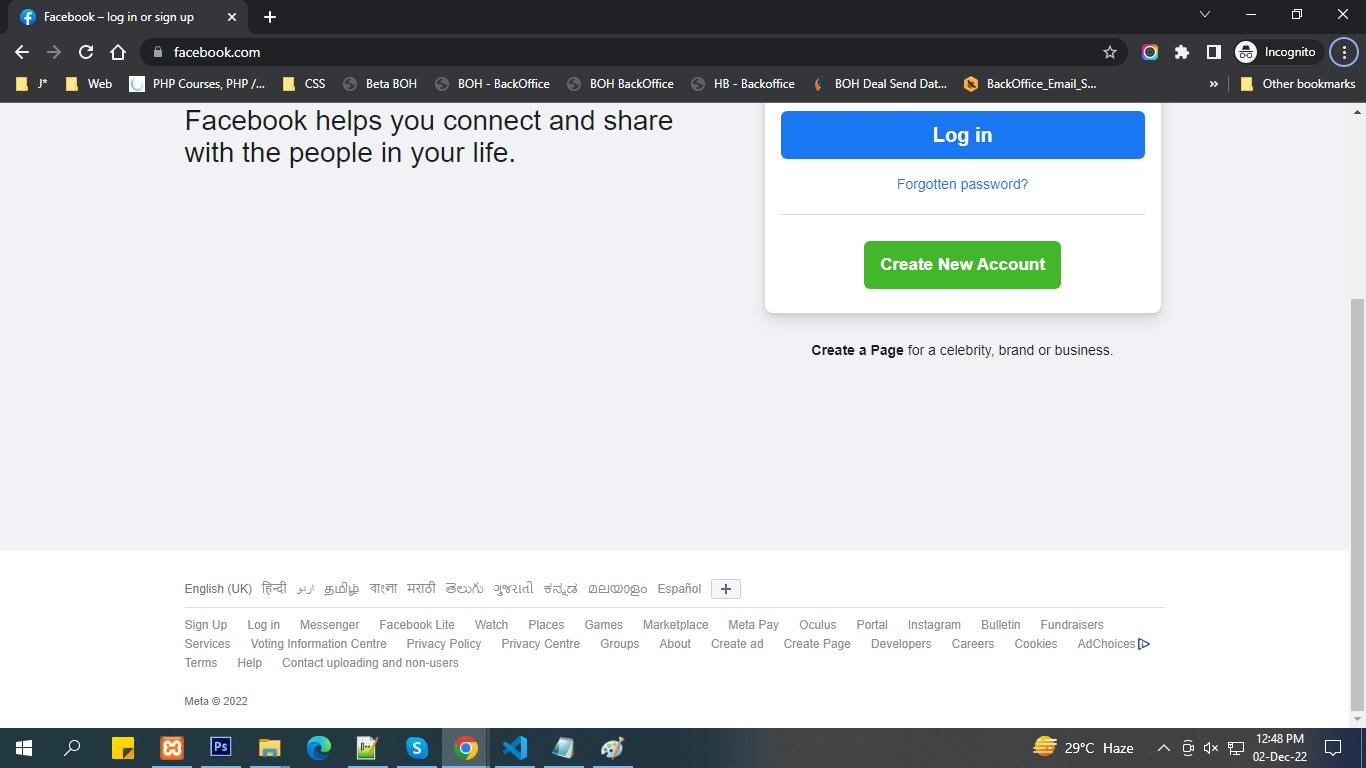 Facebook – log in or sign up
facebook.com
Incognito
J* Web PHP Courses, PHP /... CSS Beta BOH BOH - BackOffice BOH BackOffice HB - Backoffice BOH Deal Send Dat... BackOffice_Email_S... » Other bookmarks
Facebook helps you connect and share
with the people in your life.
Log in
Forgotten password?
Create New Account
Create a Page for a celebrity, brand or business.
English (UK) हिन्दी اردو தமிழ் বাংলা मराठी తెలుగు ગુજરાતી ಕನ್ನಡ മലയാളം Español +
Sign Up Log in Messenger Facebook Lite Watch Places Games Marketplace Meta Pay Oculus Portal Instagram Bulletin Fundraisers
Services Voting Information Centre Privacy Policy Privacy Centre Groups About Create ad Create Page Developers Careers Cookies AdChoices
Terms Help Contact uploading and non-users
Meta © 2022
Ps
29°C Haze
12:48 PM
02-Dec-22